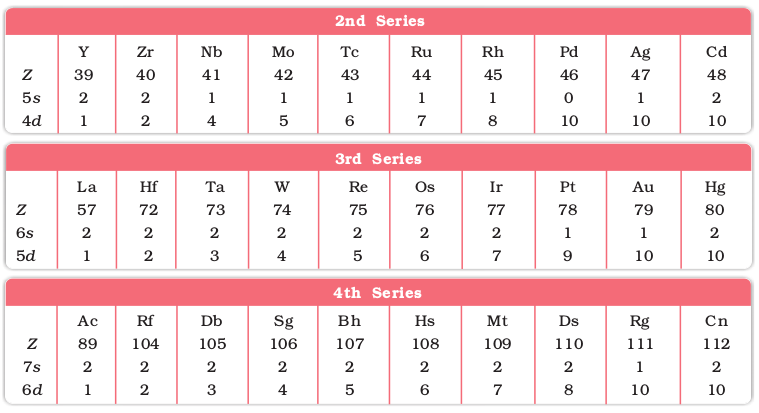 2nd Series
Y Zr Nb Mo Tc Ru Rh Pd Ag Cd
Z 39 40 41 42 43 44 45 46 47 48
5s 2 2 1 1 1 1 1 0 1 2
4d 1 2 4 5 6 7 8 10 10 10
3rd Series
La Hf Ta W Re Os Ir Pt Au Hg
Z 57 72 73 74 75 76 77 78 79 80
6s 2 2 2 2 2 2 2 1 1 2
5d 1 2 3 4 5 6 7 9 10 10
4th Series
Ac Rf Db Sg Bh Hs Mt Ds Rg Cn
Z 89 104 105 106 107 108 109 110 111 112
7s 2 2 2 2 2 2 2 2 1 2
6d 1 2 3 4 5 6 7 8 10 10